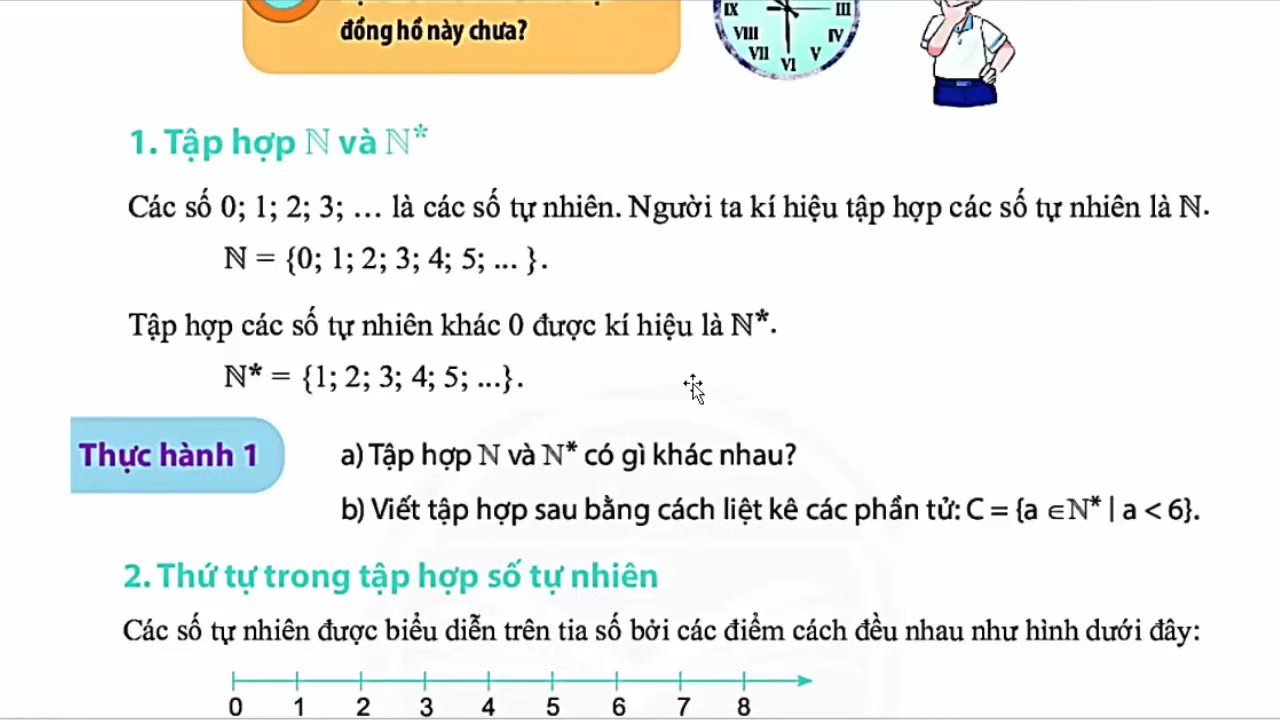 đồng hồ này chưa?
IX
III
VIII
IV
VII
V
VI
1. Tập hợp ℕ và ℕ*
Các số 0; 1; 2; 3; … là các số tự nhiên. Người ta kí hiệu tập hợp các số tự nhiên là ℕ.
ℕ = {0; 1; 2; 3; 4; 5; ... }.
Tập hợp các số tự nhiên khác 0 được kí hiệu là ℕ*.
ℕ* = {1; 2; 3; 4; 5; ...}.
Thực hành 1
a) Tập hợp ℕ và ℕ* có gì khác nhau?
b) Viết tập hợp sau bằng cách liệt kê các phần tử: C = {a ∈ℕ* | a < 6}.
2. Thứ tự trong tập hợp số tự nhiên
Các số tự nhiên được biểu diễn trên tia số bởi các điểm cách đều nhau như hình dưới đây:
0 1 2 3 4 5 6 7 8